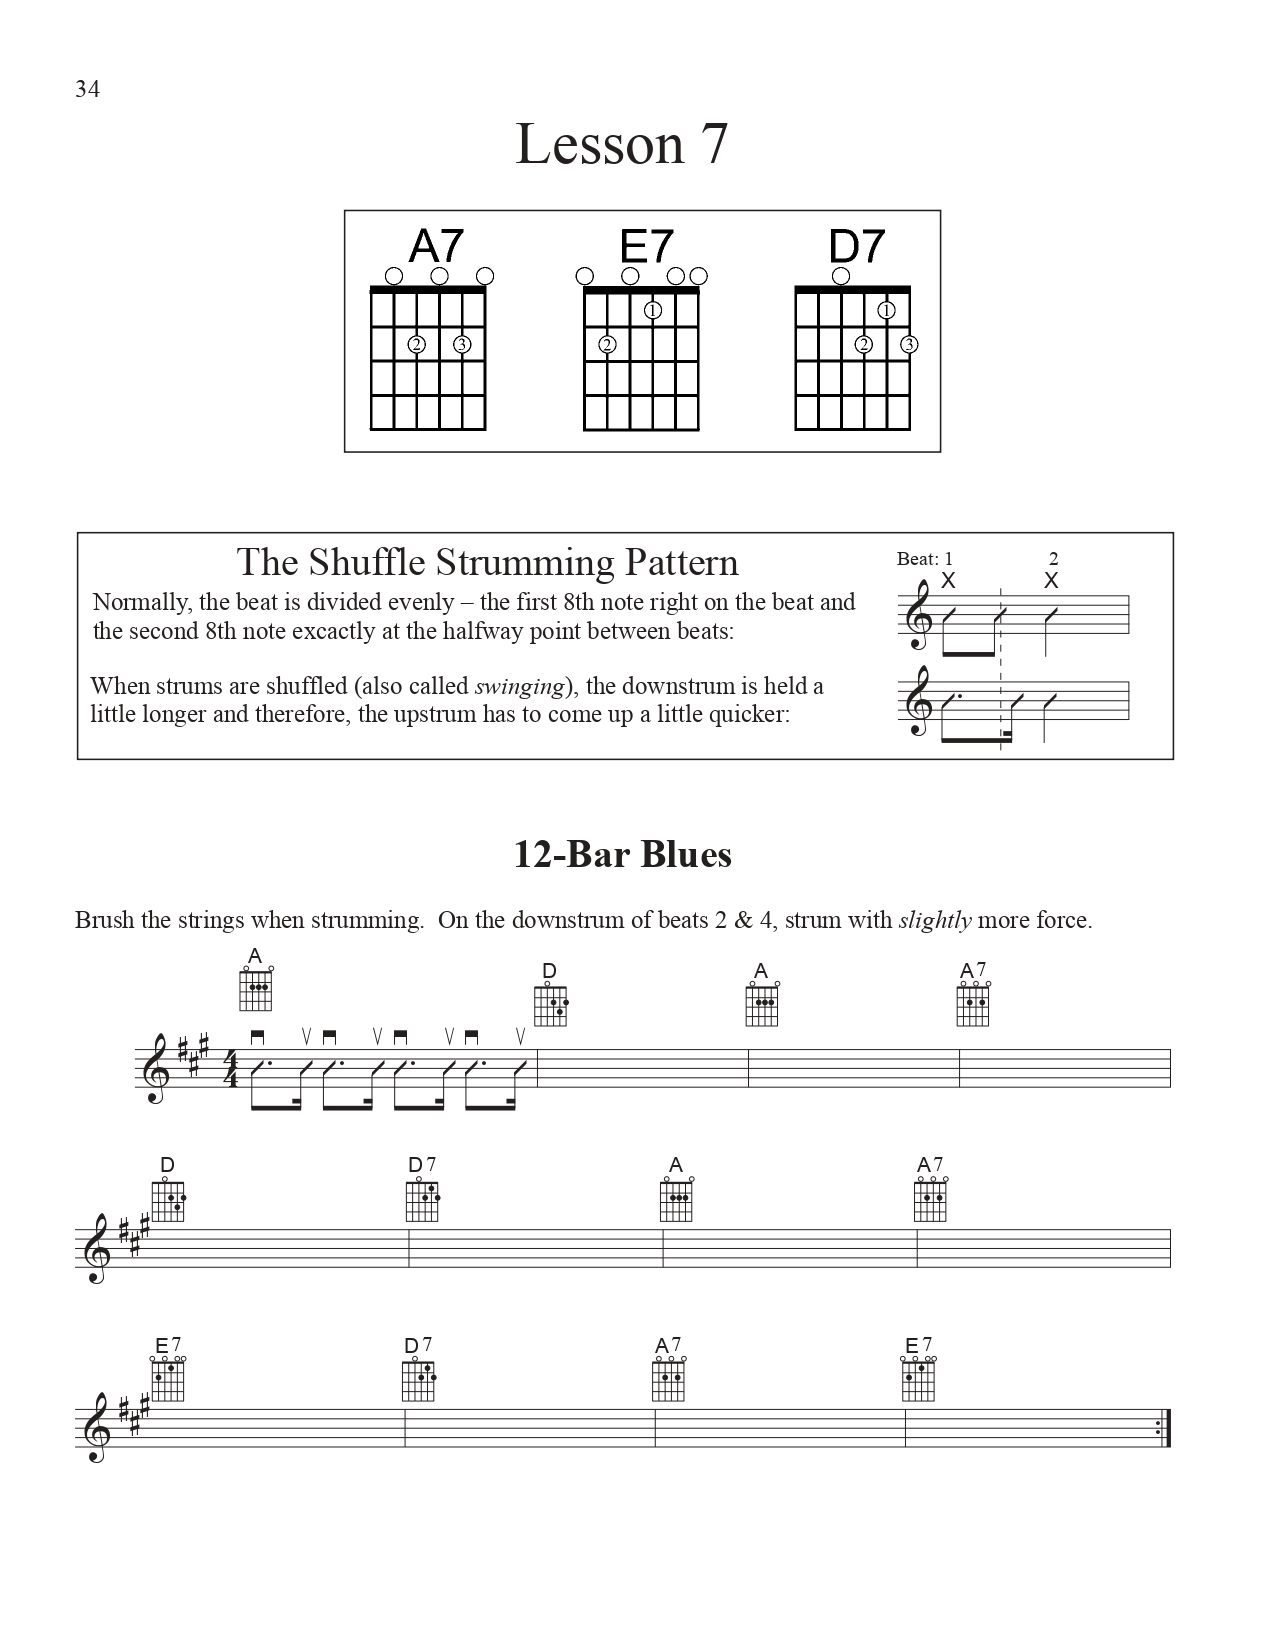 34
Lesson 7
A7 E7 D7
2 3 2 1 2 1 3
The Shuffle Strumming Pattern
Normally, the beat is divided evenly – the first 8th note right on the beat and
the second 8th note excactly at the halfway point between beats:
When strums are shuffled (also called swinging), the downstrum is held a
little longer and therefore, the upstrum has to come up a little quicker:
Beat: 1 2
X X
12-Bar Blues
Brush the strings when strumming. On the downstrum of beats 2 & 4, strum with slightly more force.
A D A A7
4
4
D D7 A A7
E7 D7 A7 E7